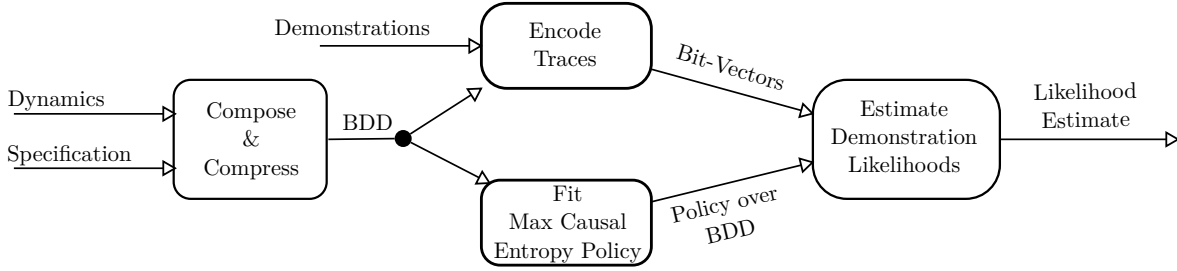 Demonstrations
Encode
Traces
Bit-Vectors
Dynamics
Specification
Compose
&
Compress
BDD
Estimate
Demonstration
Likelihoods
Likelihood
Estimate
Fit
Max Causal
Entropy Policy
Policy over
BDD